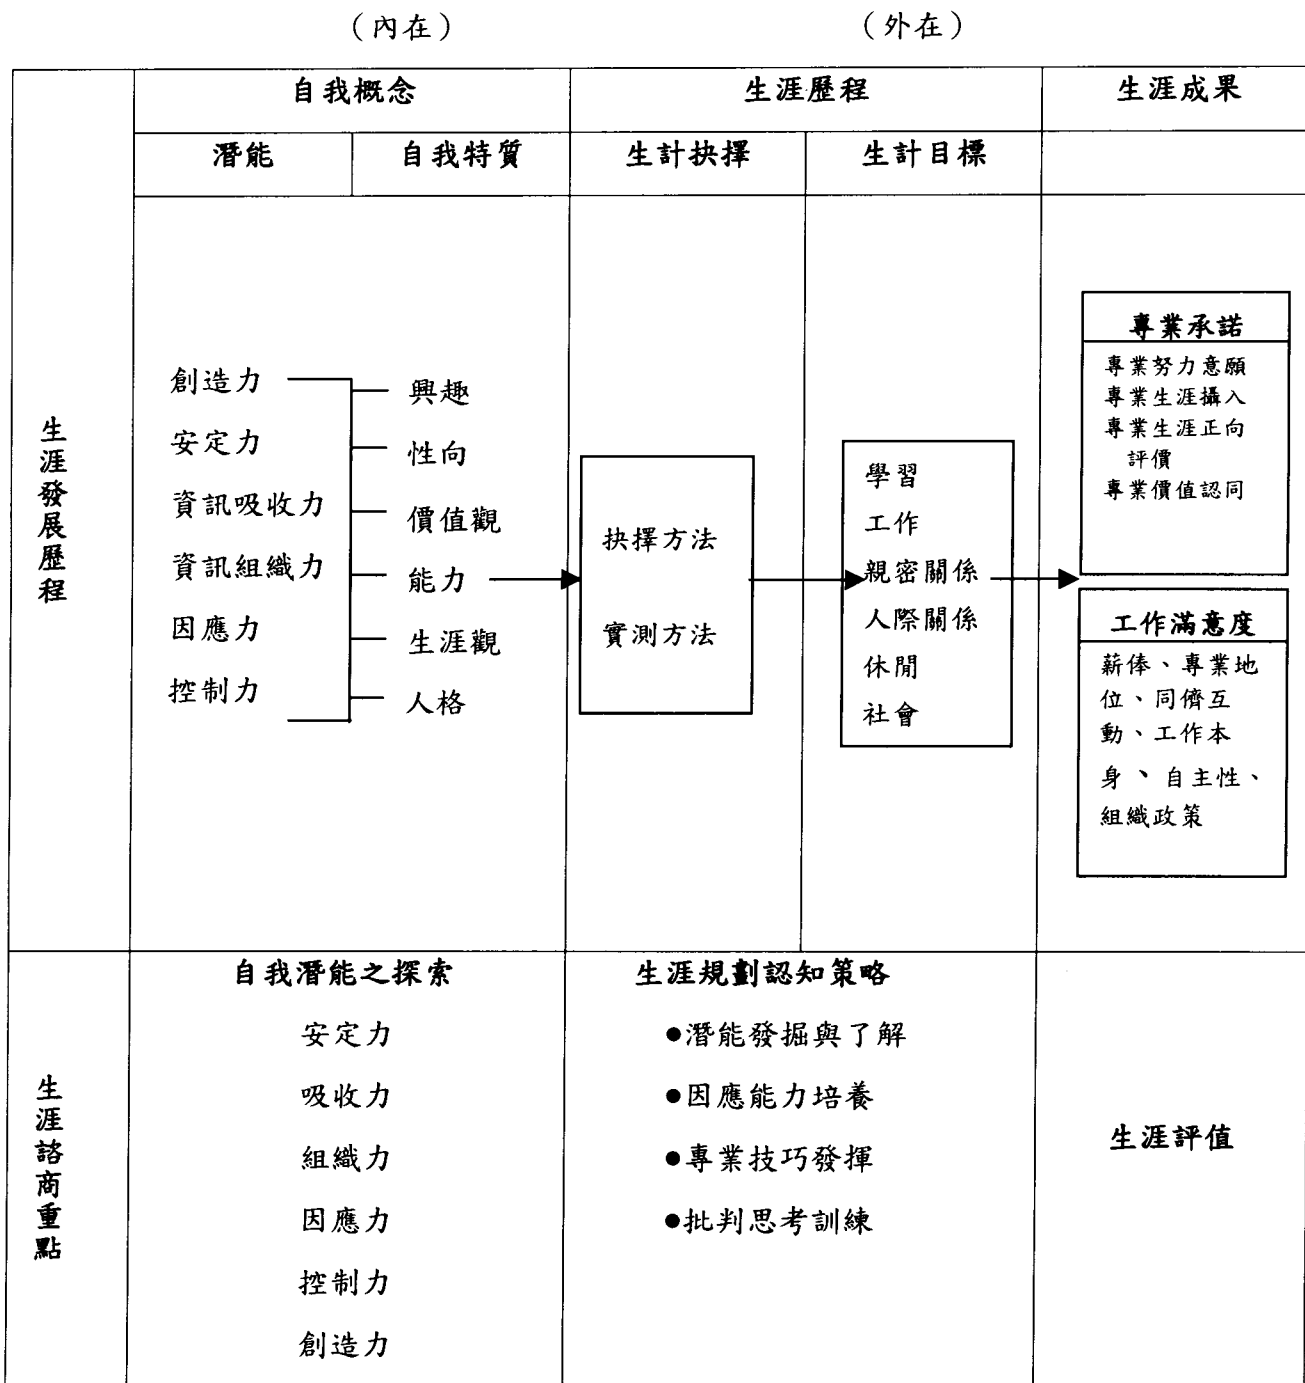 （內在）
（外在）
自我概念
生涯歷程
生涯成果
潛能
自我特質
生計抉擇
生計目標
生涯發展歷程
創造力
安定力
資訊吸收力
資訊組織力
因應力
控制力
興趣
性向
價值觀
能力
生涯觀
人格
抉擇方法
實測方法
學習
工作
親密關係
人際關係
休閒
社會
專業承諾
專業努力意願
專業生涯攝入
專業生涯正向
評價
專業價值認同
工作滿意度
薪俸、專業地
位、同儕互
動、工作本
身、自主性、
組織政策
生涯諮商重點
自我潛能之探索
安定力
吸收力
組織力
因應力
控制力
創造力
生涯規劃認知策略
●潛能發掘與了解
●因應能力培養
●專業技巧發揮
●批判思考訓練
生涯評值